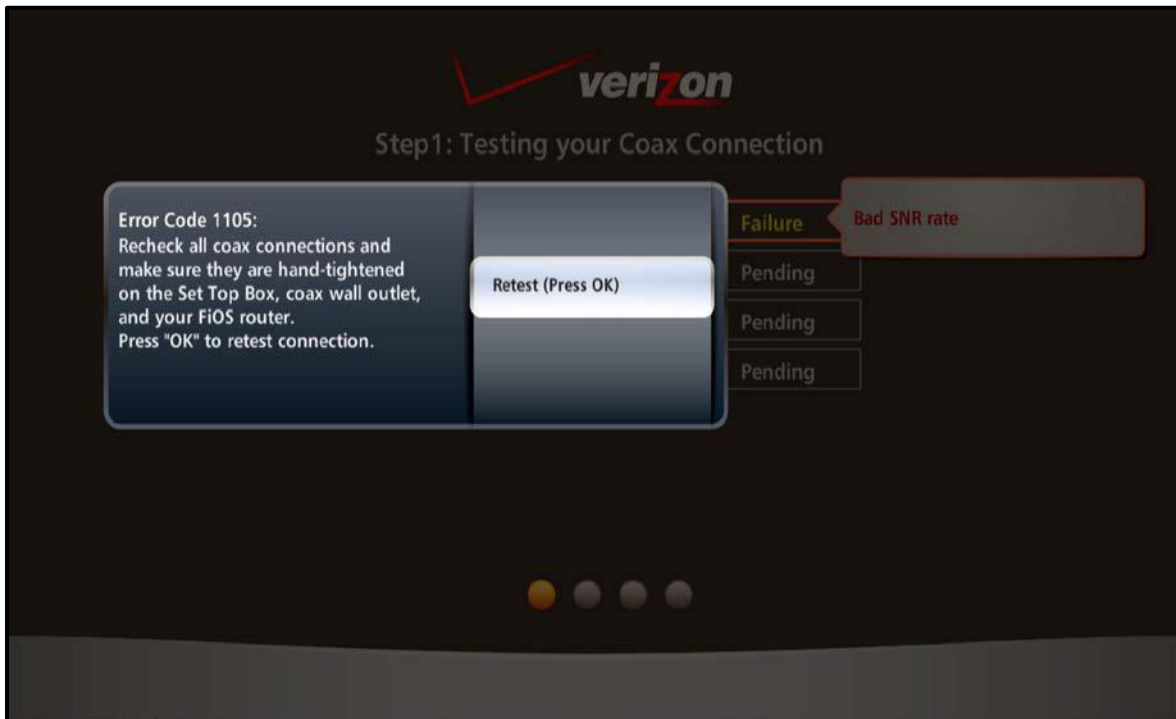 verizon
Step1: Testing your Coax Connection
Error Code 1105:
Recheck all coax connections and
make sure they are hand-tightened
on the Set Top Box, coax wall outlet,
and your FiOS router.
Press "OK" to retest connection.
Retest (Press OK)
Failure
Bad SNR rate
Pending
Pending
Pending